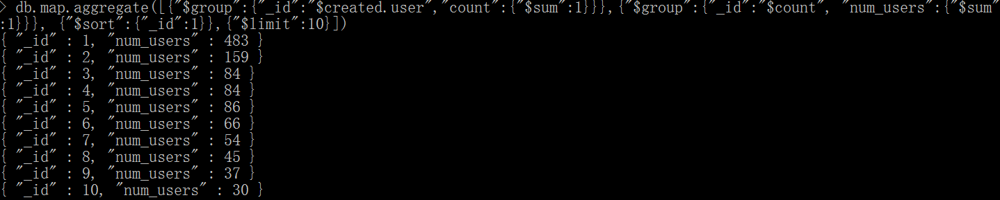 > db.map.aggregate([{"$group":{"_id":"$created.user","count":{"$sum":1}}},{"$group":{"_id":"$count", "num_users":{"$sum"
:1}}}, {"$sort":{"_id":1}},{"$limit":10}])
{ "_id" : 1, "num_users" : 483 }
{ "_id" : 2, "num_users" : 159 }
{ "_id" : 3, "num_users" : 84 }
{ "_id" : 4, "num_users" : 84 }
{ "_id" : 5, "num_users" : 86 }
{ "_id" : 6, "num_users" : 66 }
{ "_id" : 7, "num_users" : 54 }
{ "_id" : 8, "num_users" : 45 }
{ "_id" : 9, "num_users" : 37 }
{ "_id" : 10, "num_users" : 30 }